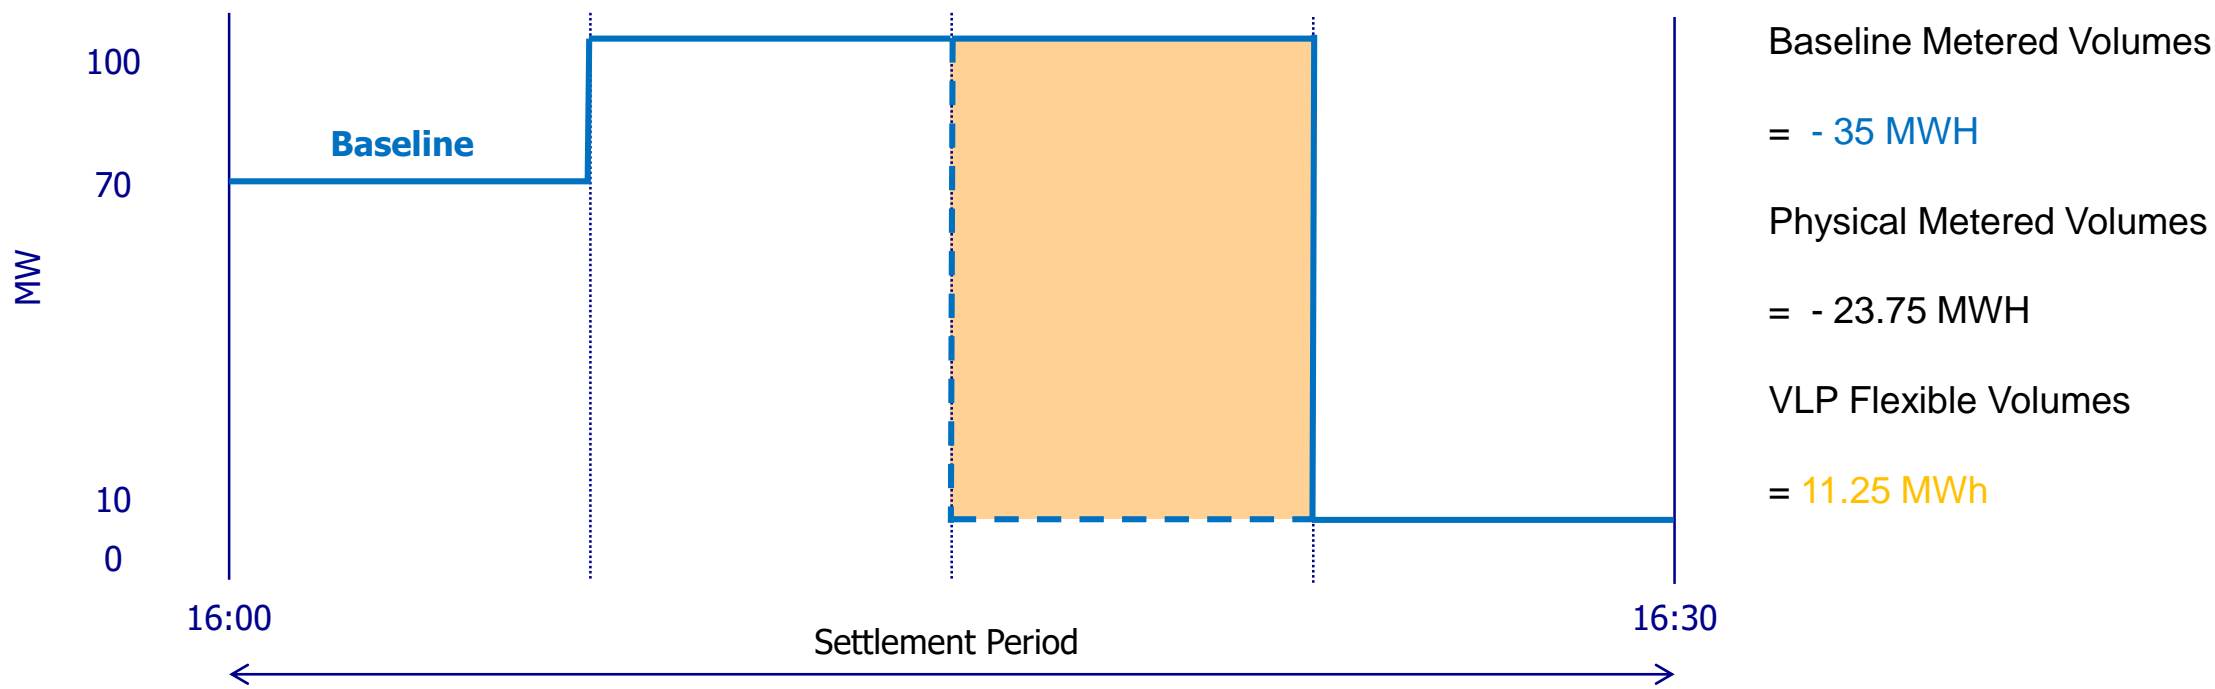 100
Baseline
70
MW
10
0
16:00
16:30
Settlement Period
Baseline Metered Volumes
= - 35 MWH
Physical Metered Volumes
= - 23.75 MWH
VLP Flexible Volumes
= 11.25 MWh